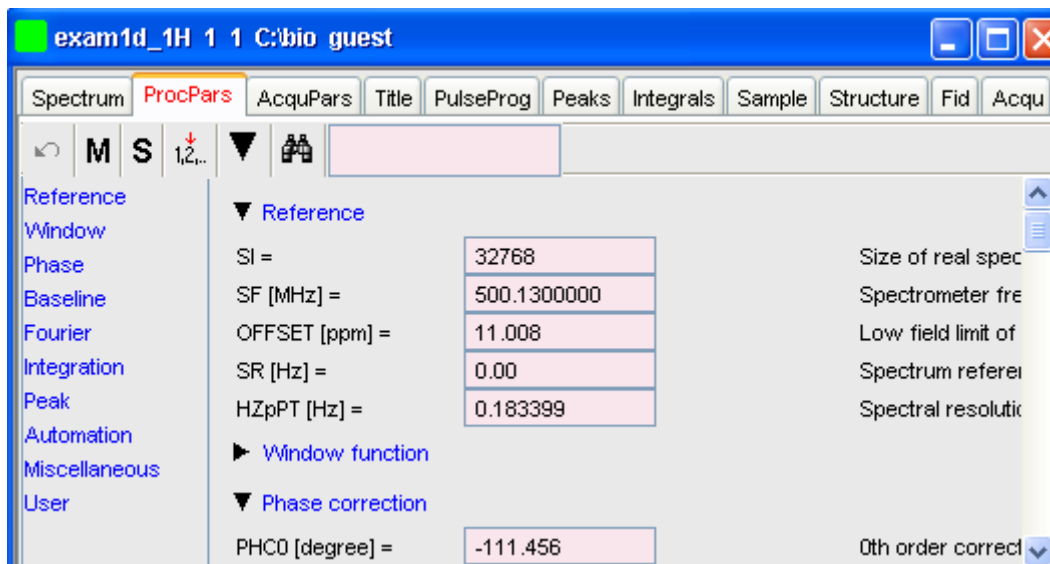 exam1d_1H 1 1 C:\bio guest
Spectrum ProcPars AcquPars Title PulseProg Peaks Integrals Sample Structure Fid Acqu
M S 1,2,..
Reference
Window
Phase
Baseline
Fourier
Integration
Peak
Automation
Miscellaneous
User
Reference
SI = 32768 Size of real spec
SF [MHz] = 500.1300000 Spectrometer fre
OFFSET [ppm] = 11.008 Low field limit of
SR [Hz] = 0.00 Spectrum referen
HZpPT [Hz] = 0.183399 Spectral resolutio
Window function
Phase correction
PHC0 [degree] = -111.456 0th order correct